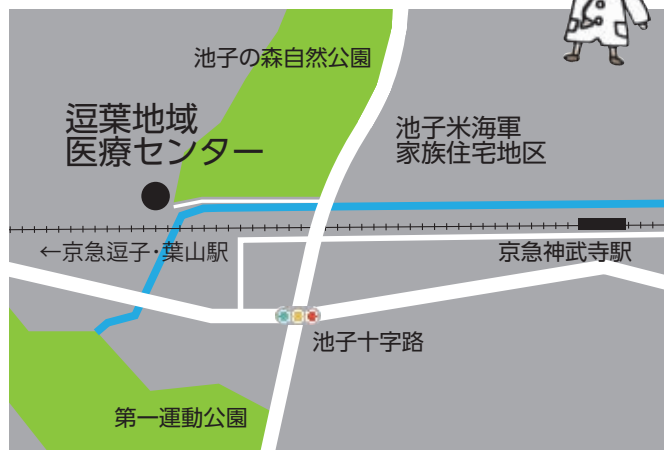 池子の森自然公園
逗葉地域
医療センター
池子米海軍
家族住宅地区
←京急逗子・葉山駅
京急神武寺駅
池子十字路
第一運動公園